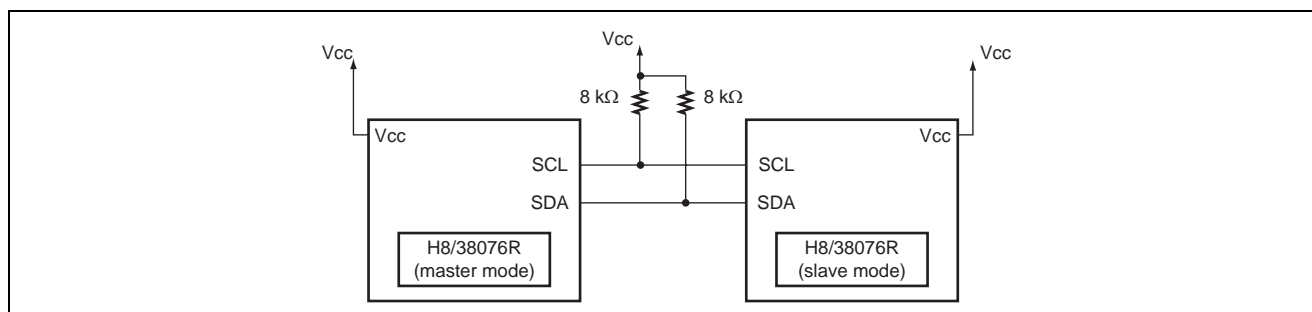 Vcc
Vcc
Vcc
8 kΩ
8 kΩ
Vcc
Vcc
SCL
SCL
SDA
SDA
H8/38076R
(master mode)
H8/38076R
(slave mode)